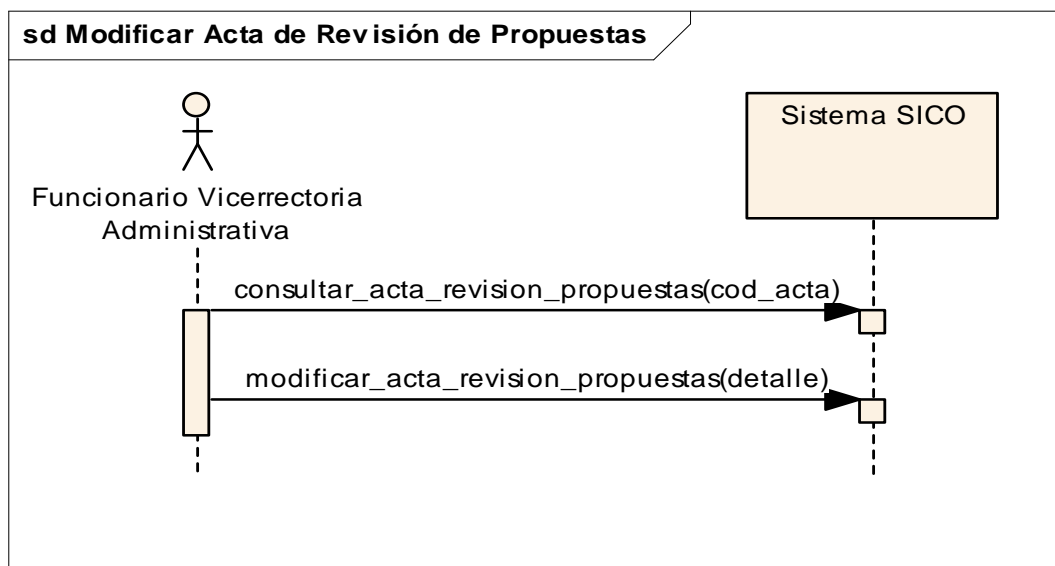 sd Modificar Acta de Revisión de Propuestas
Sistema SICO
Funcionario Vicerrectoria
Administrativa
consultar_acta_revision_propuestas(cod_acta)
modificar_acta_revision_propuestas(detalle)